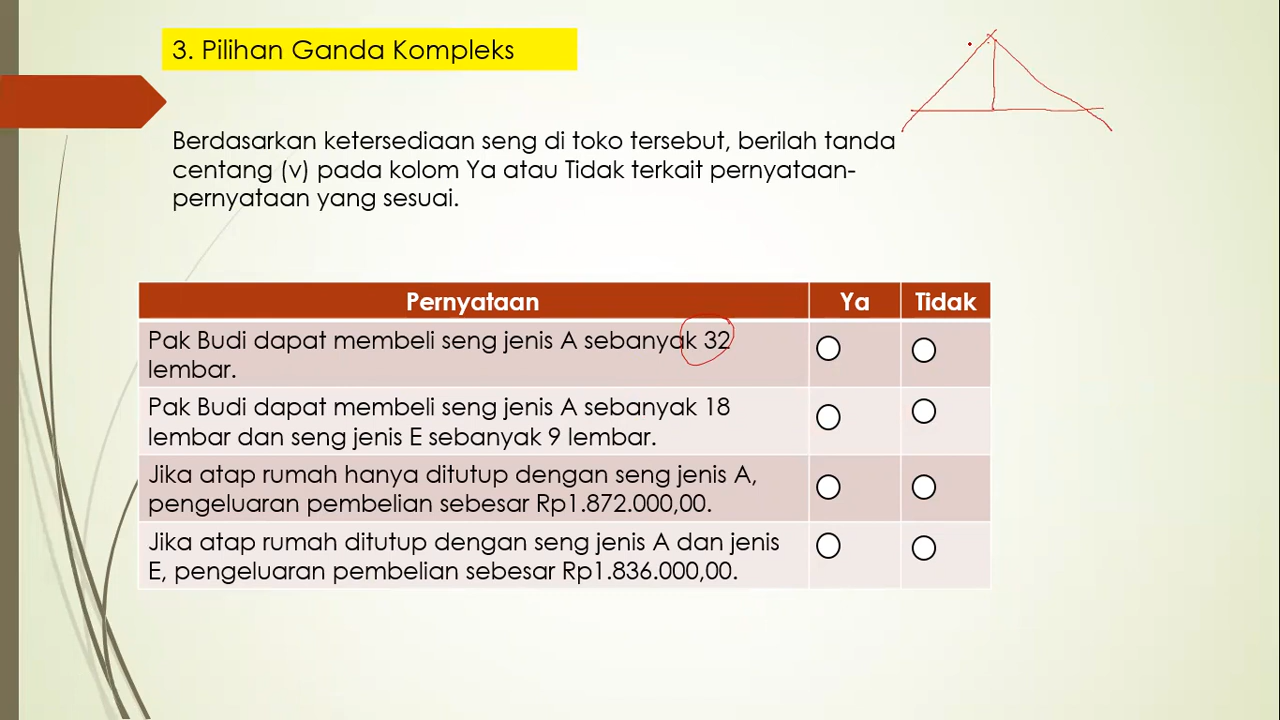 3. Pilihan Ganda Kompleks
Berdasarkan ketersediaan seng di toko tersebut, berilah tanda
centang (v) pada kolom Ya atau Tidak terkait pernyataan-
pernyataan yang sesuai.
Pernyataan Ya Tidak
Pak Budi dapat membeli seng jenis A sebanyak 32
lembar.
Pak Budi dapat membeli seng jenis A sebanyak 18
lembar dan seng jenis E sebanyak 9 lembar.
Jika atap rumah hanya ditutup dengan seng jenis A,
pengeluaran pembelian sebesar Rp1.872.000,00.
Jika atap rumah ditutup dengan seng jenis A dan jenis
E, pengeluaran pembelian sebesar Rp1.836.000,00.